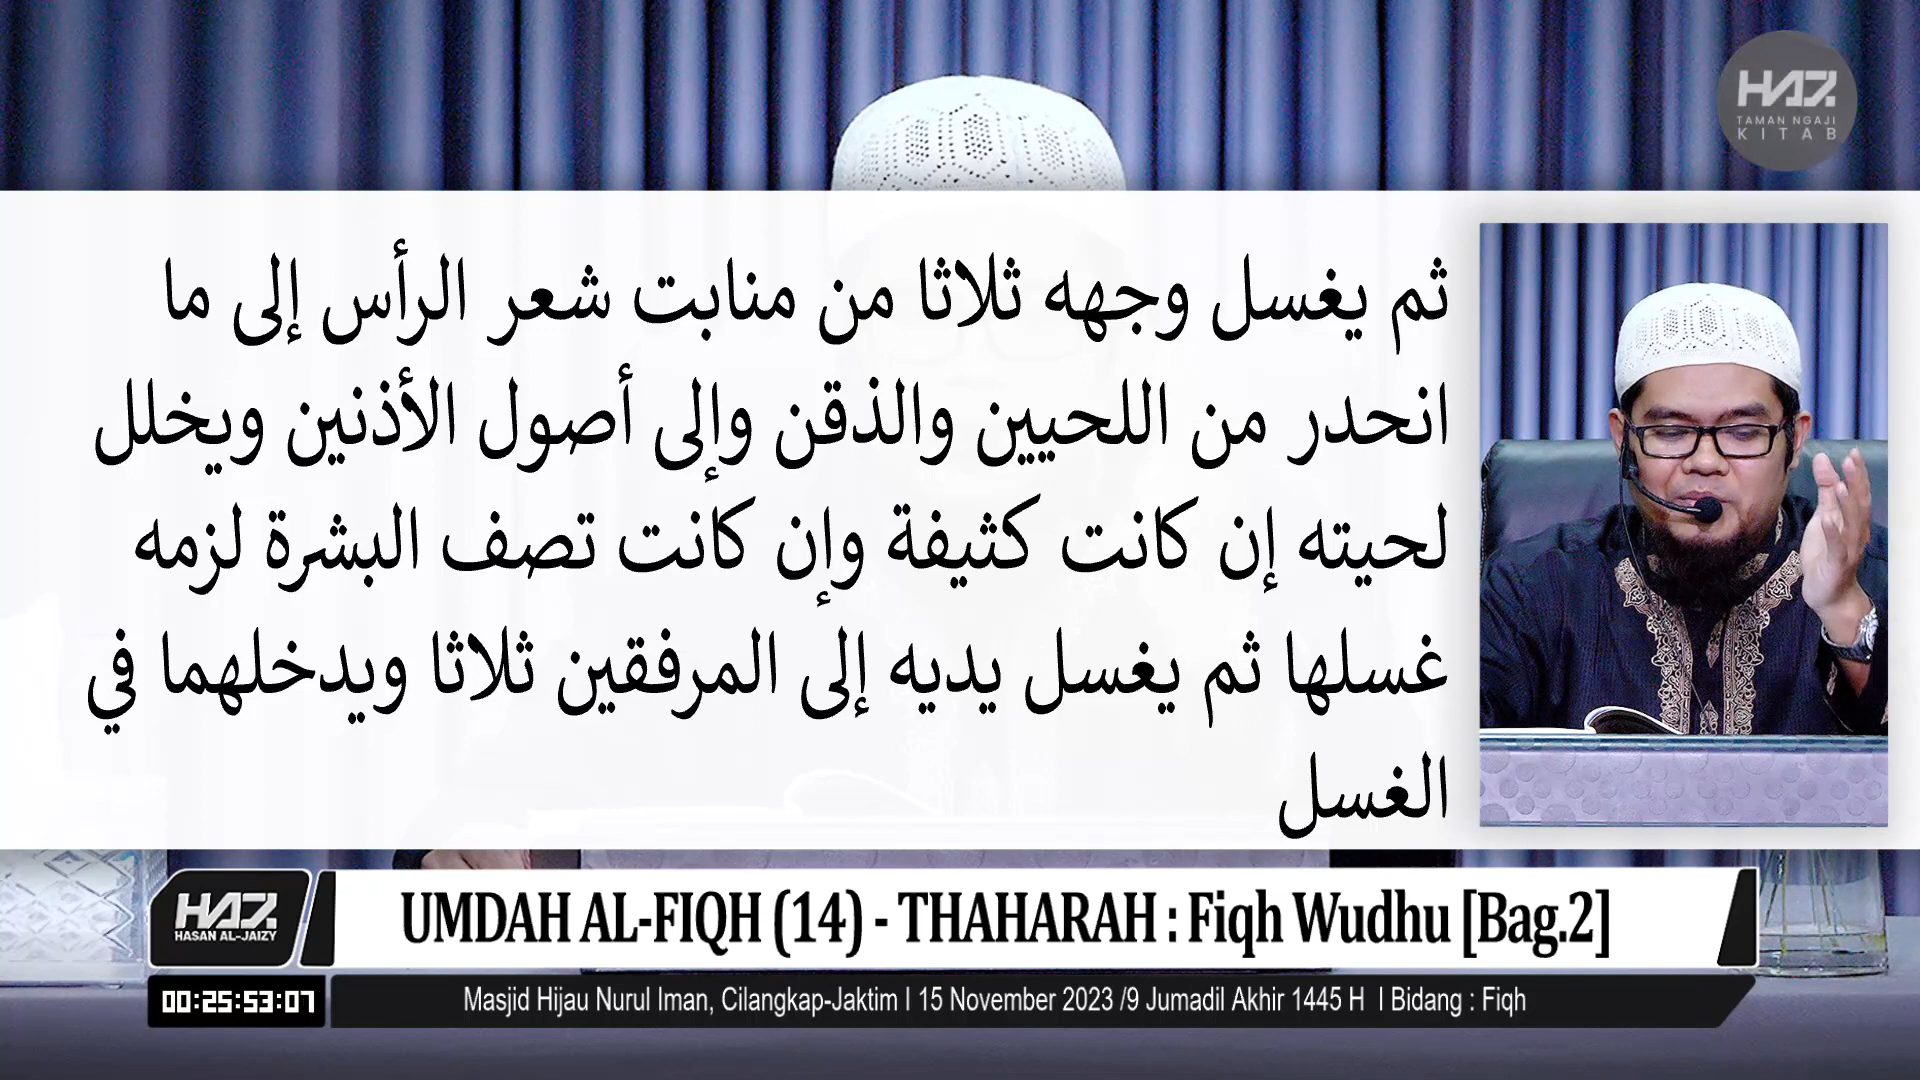 HAZ
TAMAN NGAJI
KITAB
ثم يغسل وجهه ثلاثا من منابت شعر الرأس إلى ما
انحدر من اللحيين والذقن وإلى أصول الأذنين ويخلل
لحيته إن كانت كثيفة وإن كانت تصف البشرة لزمه
غسلها ثم يغسل يديه إلى المرفقين ثلاثا ويدخلهما في
الغسل
HAZ
HASAN AL-JAIZY
UMDAH AL-FIQH (14) - THAHARAH : Fiqh Wudhu [Bag.2]
00:25:53:07
Masjid Hijau Nurul Iman, Cilangkap-Jaktim I 15 November 2023 /9 Jumadil Akhir 1445 H I Bidang : Fiqh